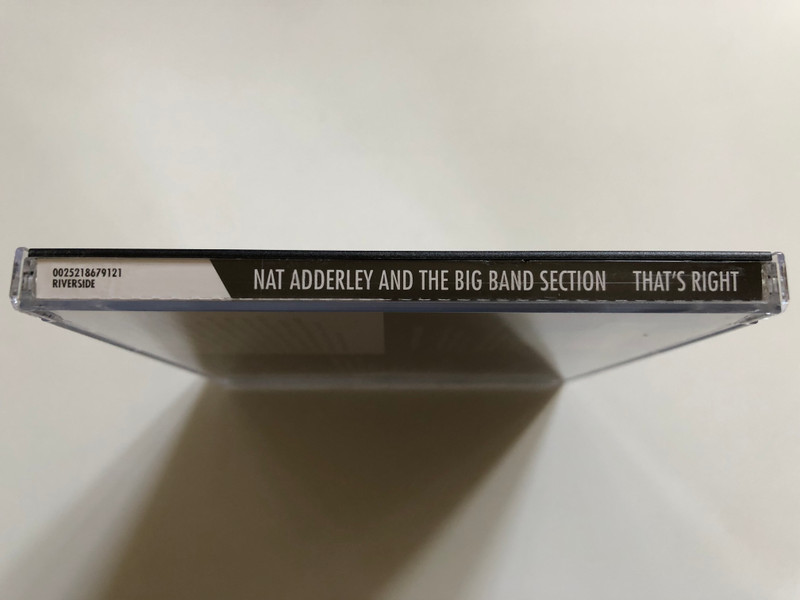 0025218679121
RIVERSIDE
NAT ADDERLEY AND THE BIG BAND SECTION THAT'S RIGHT